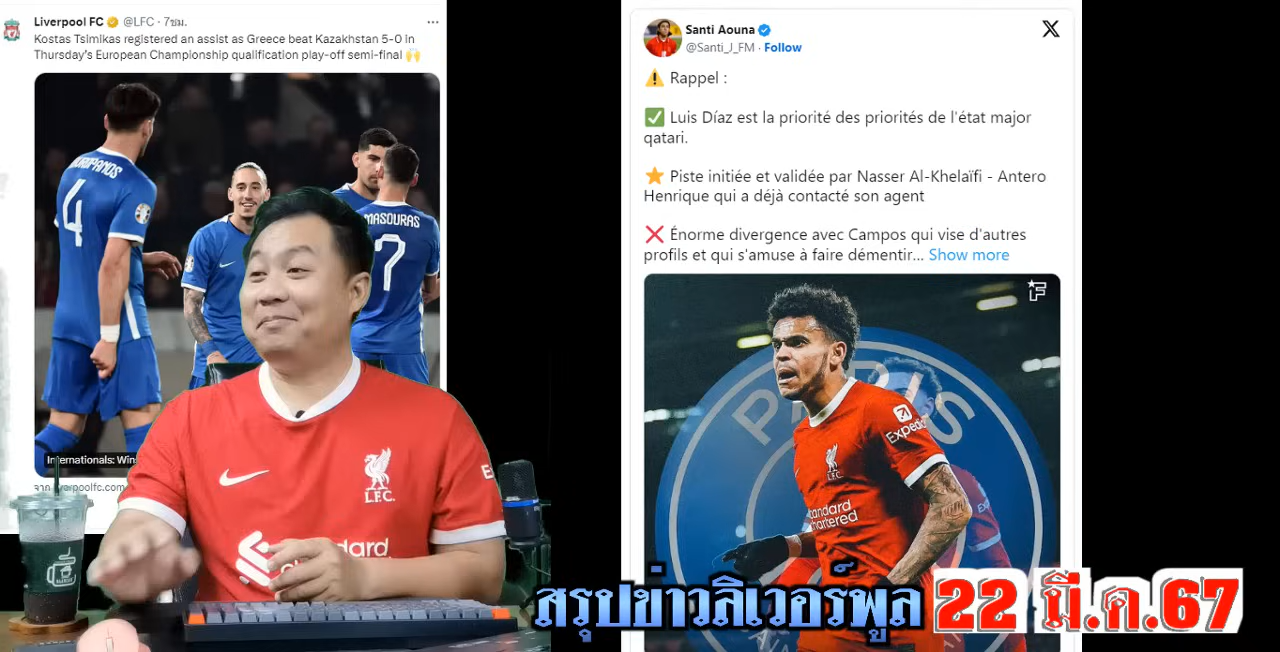 Liverpool FC @LFC · 7ชม.
Kostas Tsimikas registered an assist as Greece beat Kazakhstan 5-0 in
Thursday's European Championship qualification play-off semi-final 🙌
4
MASOURAS
7
Internationals: Wins
liverpoolfc.com
L.F.C.
Santi Aouna
@Santi_J_FM · Follow
⚠️ Rappel :
✅ Luis Díaz est la priorité des priorités de l'état major
qatari.
⭐ Piste initiée et validée par Nasser Al-Khelaïfi - Antero
Henrique qui a déjà contacté son agent
❌ Énorme divergence avec Campos qui vise d'autres
profils et qui s'amuse à faire démentir... Show more
PARIS
Expedia
Standard
Chartered
สรุปข่าวลิเวอร์พูล 22 มี.ค.67